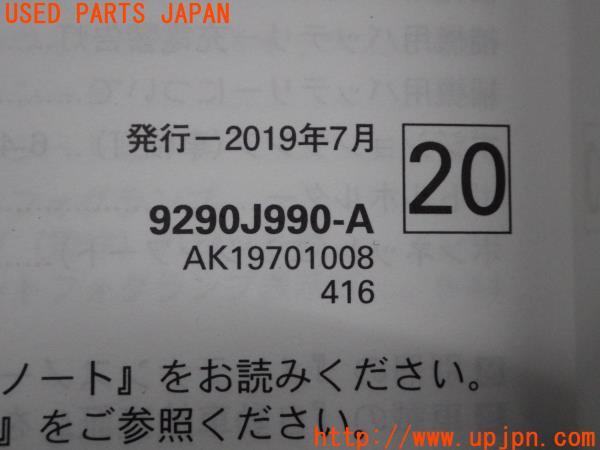 USED PARTS JAPAN
発行ー2019年7月
20
9290J990-A
AK19701008
416
ノート』をお読みください。
』をご参照ください。
http://www.upjpn.com/